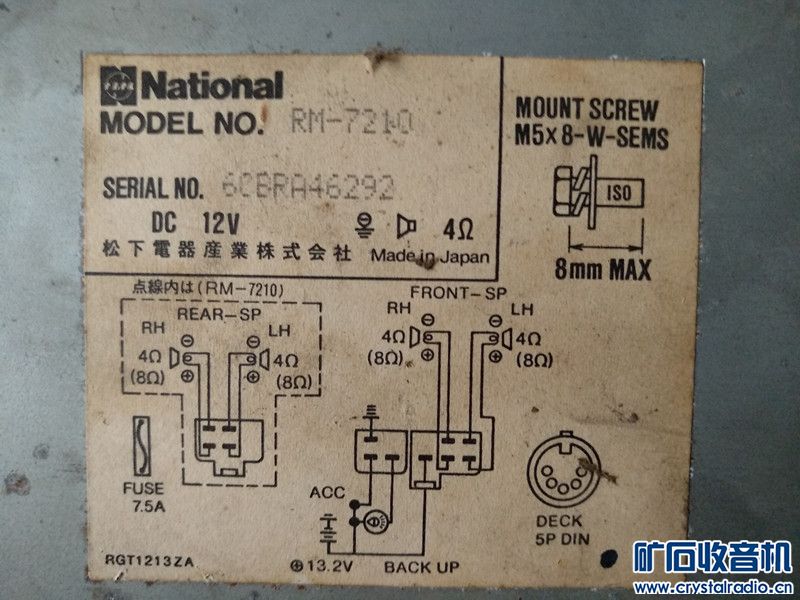 National
MODEL NO. RM-7210
SERIAL NO. 6CBRA46292
DC 12V 4Ω
松下電器産業株式会社 Made in Japan
MOUNT SCREW
M5x8-W-SEMS
ISO
8mm MAX
点線内は(RM-7210)
REAR-SP
RH LH
4Ω 4Ω
(8Ω) (8Ω)
FRONT-SP
RH LH
4Ω 4Ω
(8Ω) (8Ω)
FUSE
7.5A
ACC
⊕13.2V BACK UP
DECK
5P DIN
RGT1213ZA
矿石收音机
www.crystalradio.cn